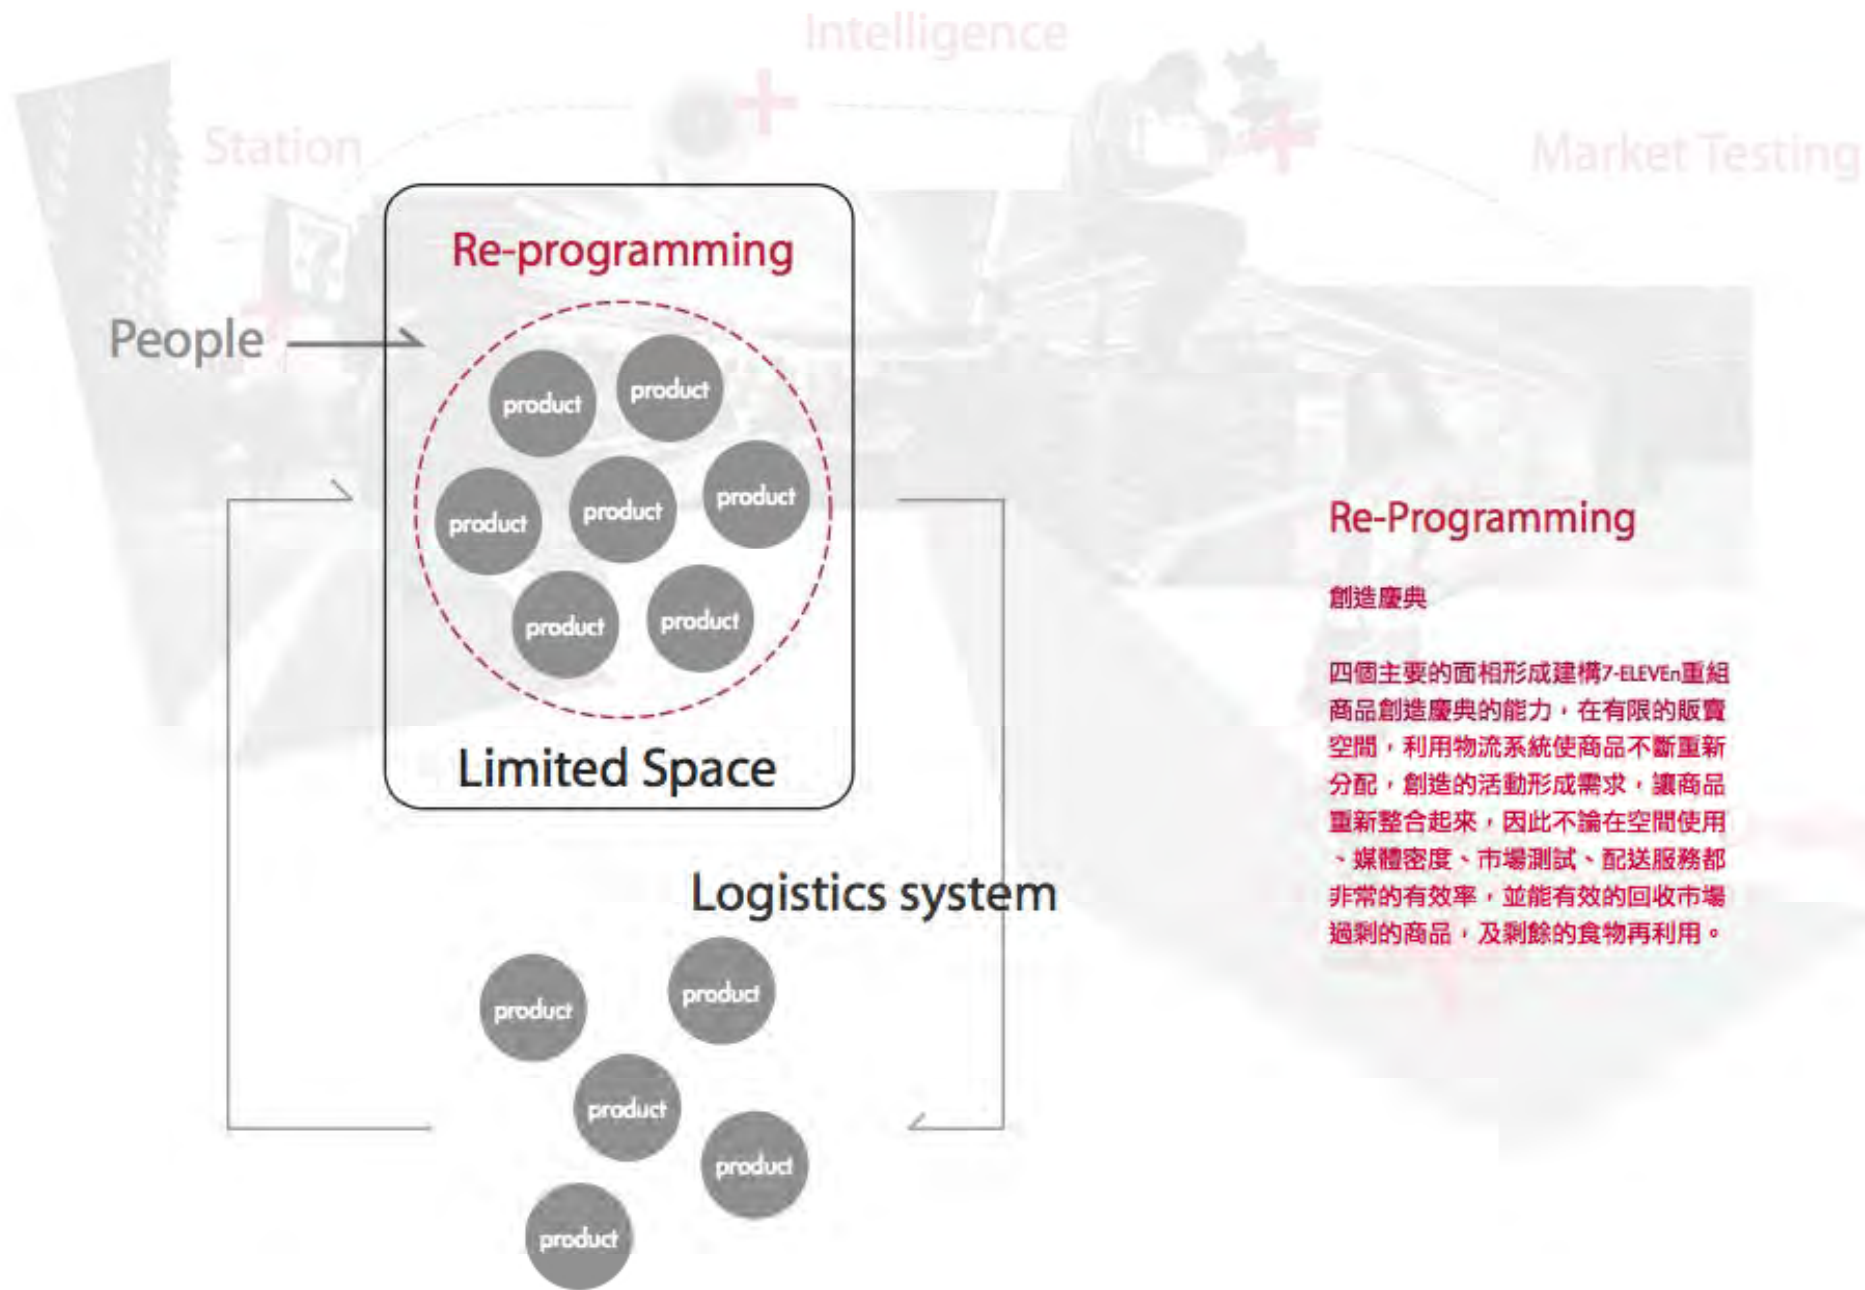 Intelligence
Station
Market Testing
Re-programming
People
product
product
product
product
product
product
product
Limited Space
Logistics system
product
product
product
product
product
Re-Programming
創造慶典
四個主要的面相形成建構7-ELEVEn重組
商品創造慶典的能力，在有限的販賣
空間，利用物流系統使商品不斷重新
分配，創造的活動形成需求，讓商品
重新整合起來，因此不論在空間使用
、媒體密度、市場測試、配送服務都
非常的有效率，並能有效的回收市場
過剩的商品，及剩餘的食物再利用。